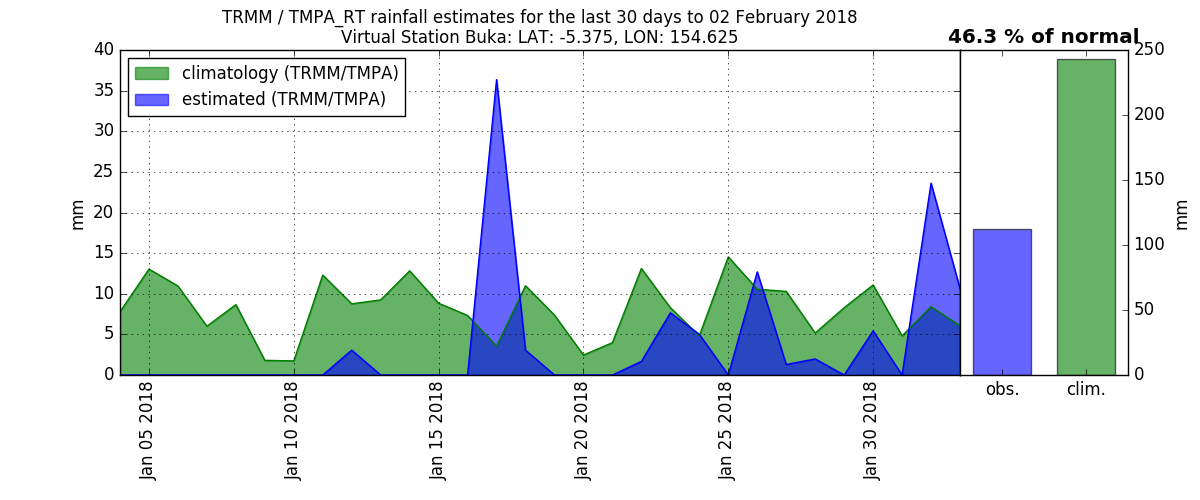 TRMM / TMPA_RT rainfall estimates for the last 30 days to 02 February 2018
Virtual Station Buka: LAT: -5.375, LON: 154.625
46.3 % of normal
climatology (TRMM/TMPA)
estimated (TRMM/TMPA)
40
35
30
25
20
15
10
5
0
mm
Jan 05 2018
Jan 10 2018
Jan 15 2018
Jan 20 2018
Jan 25 2018
Jan 30 2018
obs.
clim.
250
200
150
100
50
0
mm